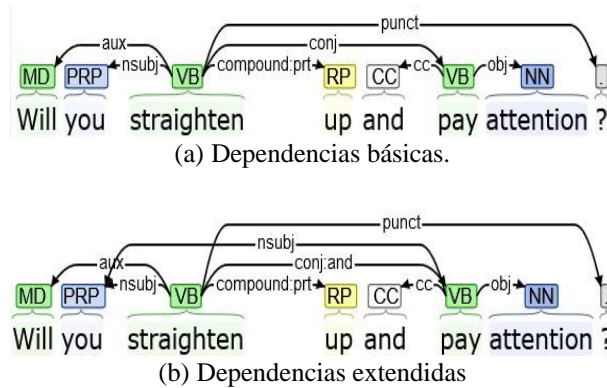 punct
aux conj
MD PRP nsubj VB compound:prt RP CC cc VB obj NN .
Will you straighten up and pay attention ?
(a) Dependencias básicas.
punct
nsubj
aux conj:and
MD PRP nsubj VB compound:prt RP CC cc VB obj NN .
Will you straighten up and pay attention ?
(b) Dependencias extendidas